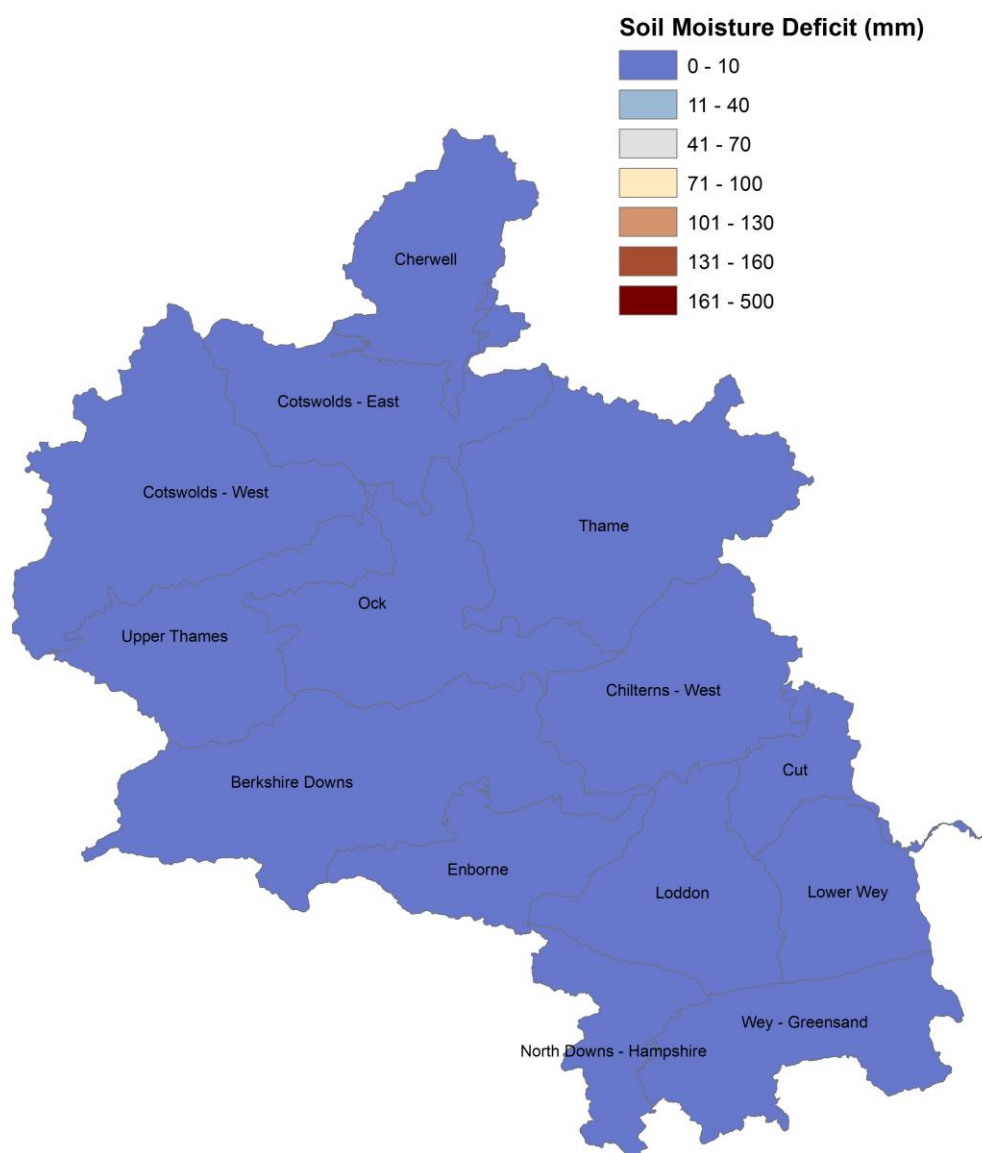 Soil Moisture Deficit (mm)
0 - 10
11 - 40
41 - 70
71 - 100
101 - 130
131 - 160
161 - 500
Cherwell
Cotswolds - East
Cotswolds - West
Thame
Ock
Upper Thames
Chilterns - West
Cut
Berkshire Downs
Enborne
Loddon
Lower Wey
Wey - Greensand
North Downs - Hampshire